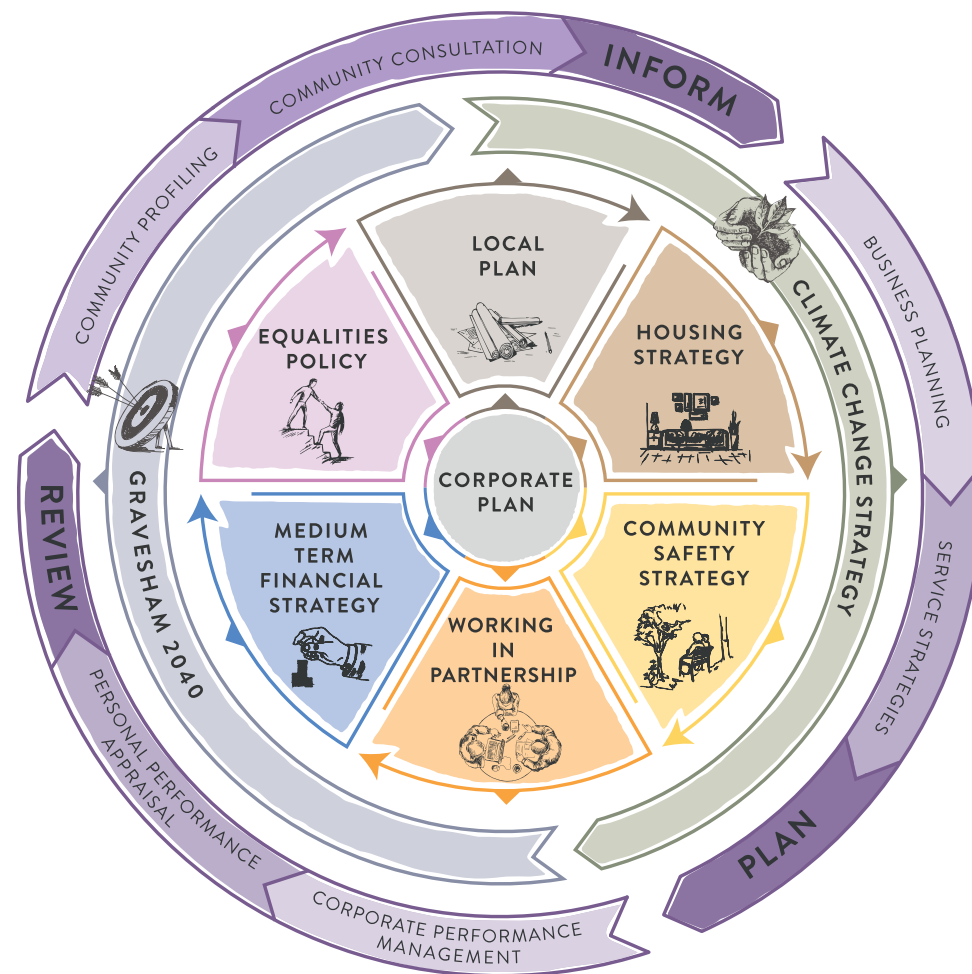 COMMUNITY PROFILING
COMMUNITY CONSULTATION
INFORM
BUSINESS PLANNING
SERVICE STRATEGIES
PLAN
CORPORATE PERFORMANCE
MANAGEMENT
PERSONAL PERFORMANCE
APPRAISAL
REVIEW
GRAVESHAM 2040
CLIMATE CHANGE STRATEGY
LOCAL
PLAN
HOUSING
STRATEGY
COMMUNITY
SAFETY
STRATEGY
WORKING
IN
PARTNERSHIP
MEDIUM
TERM
FINANCIAL
STRATEGY
EQUALITIES
POLICY
CORPORATE
PLAN